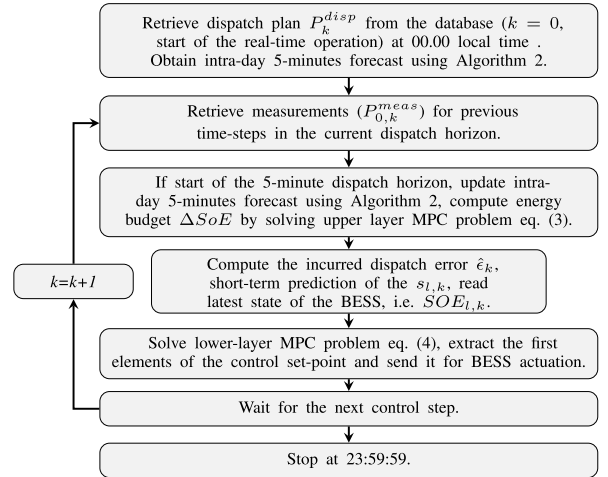 Retrieve dispatch plan P_k^{disp} from the database (k = 0,
start of the real-time operation) at 00.00 local time .
Obtain intra-day 5-minutes forecast using Algorithm 2.
Retrieve measurements (P_{0,k}^{meas}) for previous
time-steps in the current dispatch horizon.
If start of the 5-minute dispatch horizon, update intra-
day 5-minutes forecast using Algorithm 2, compute energy
budget ΔSoE by solving upper layer MPC problem eq. (3).
k=k+1
Compute the incurred dispatch error \hat{ϵ}_k,
short-term prediction of the s_{l,k}, read
latest state of the BESS, i.e. SOE_{l,k}.
Solve lower-layer MPC problem eq. (4), extract the first
elements of the control set-point and send it for BESS actuation.
Wait for the next control step.
Stop at 23:59:59.